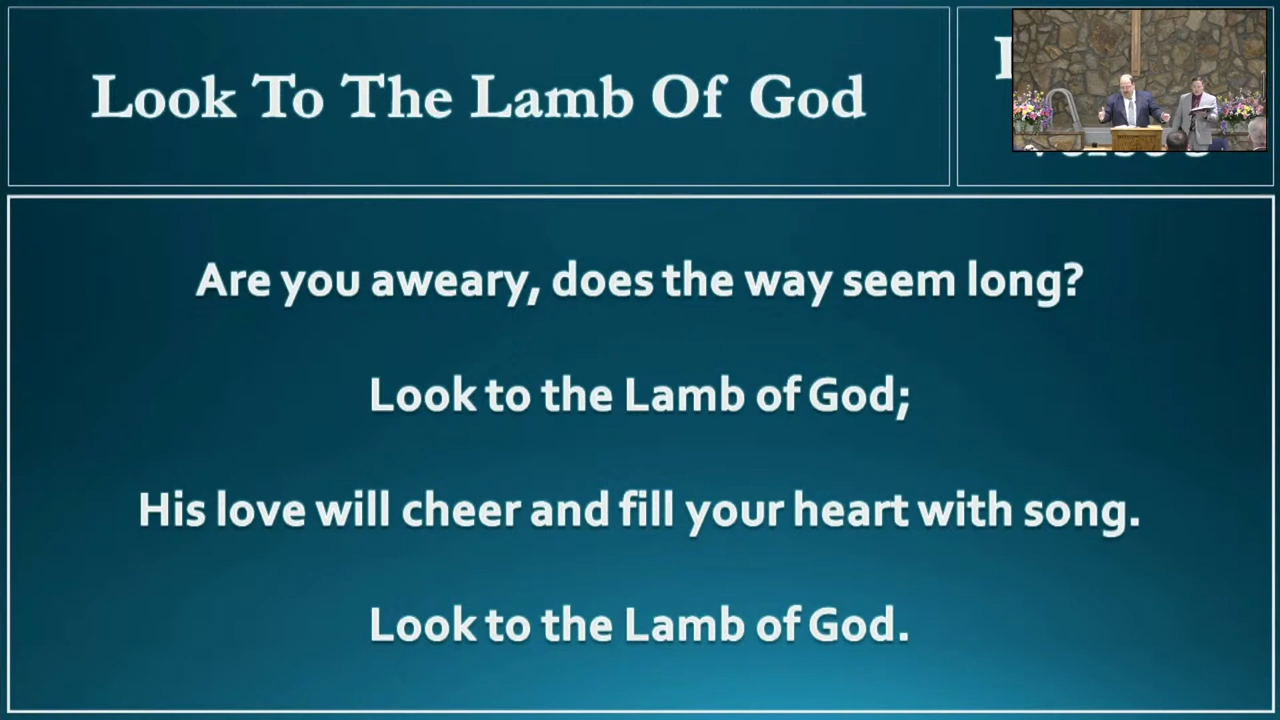 Look To The Lamb Of God
Are you aweary, does the way seem long?
Look to the Lamb of God;
His love will cheer and fill your heart with song.
Look to the Lamb of God.